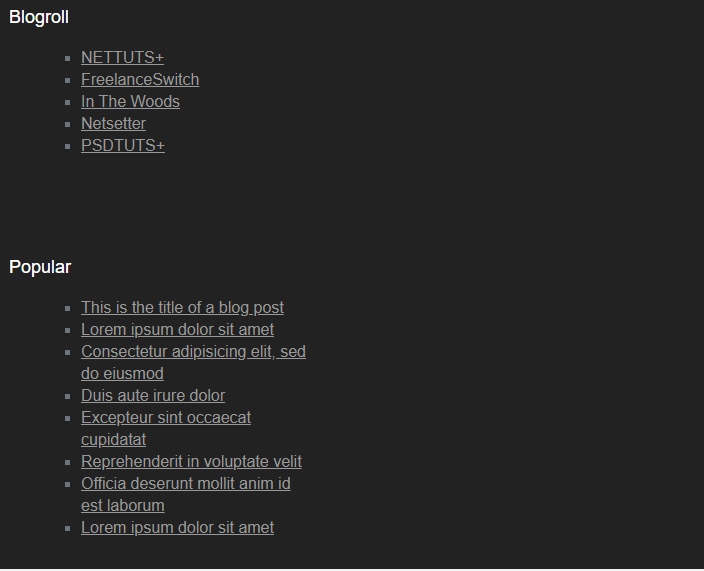 Blogroll
NETTUTS+
FreelanceSwitch
In The Woods
Netsetter
PSDTUTS+
Popular
This is the title of a blog post
Lorem ipsum dolor sit amet
Consectetur adipisicing elit, sed
do eiusmod
Duis aute irure dolor
Excepteur sint occaecat
cupidatat
Reprehenderit in voluptate velit
Officia deserunt mollit anim id
est laborum
Lorem ipsum dolor sit amet